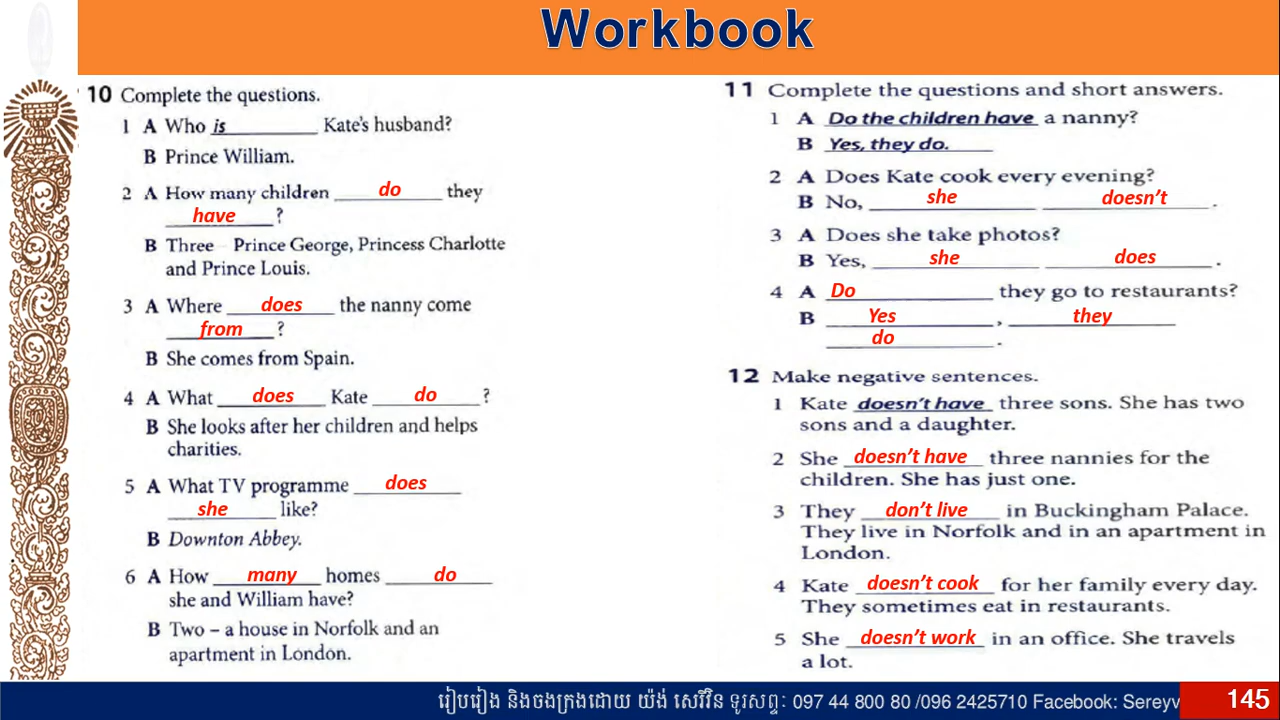 Workbook
10 Complete the questions.
1 A Who is Kate's husband?
B Prince William.
2 A How many children do they
have ?
B Three Prince George, Princess Charlotte
and Prince Louis.
3 A Where does the nanny come
from ?
B She comes from Spain.
4 A What does Kate do ?
B She looks after her children and helps
charities.
5 A What TV programme does
she like?
B Downton Abbey.
6 A How many homes do
she and William have?
B Two – a house in Norfolk and an
apartment in London.
11 Complete the questions and short answers.
1 A Do the children have a nanny?
B Yes, they do.
2 A Does Kate cook every evening?
B No, she doesn't .
3 A Does she take photos?
B Yes, she does .
4 A Do they go to restaurants?
B Yes , they
do .
12 Make negative sentences.
1 Kate doesn't have three sons. She has two
sons and a daughter.
2 She doesn't have three nannies for the
children. She has just one.
3 They don't live in Buckingham Palace.
They live in Norfolk and in an apartment in
London.
4 Kate doesn't cook for her family every day.
They sometimes eat in restaurants.
5 She doesn't work in an office. She travels
a lot.
រៀបរៀង និងចងក្រងដោយ យ៉ង់ សេរីវិន ទូរសព្ទ: 097 44 800 80 /096 2425710 Facebook: Sereyv
145